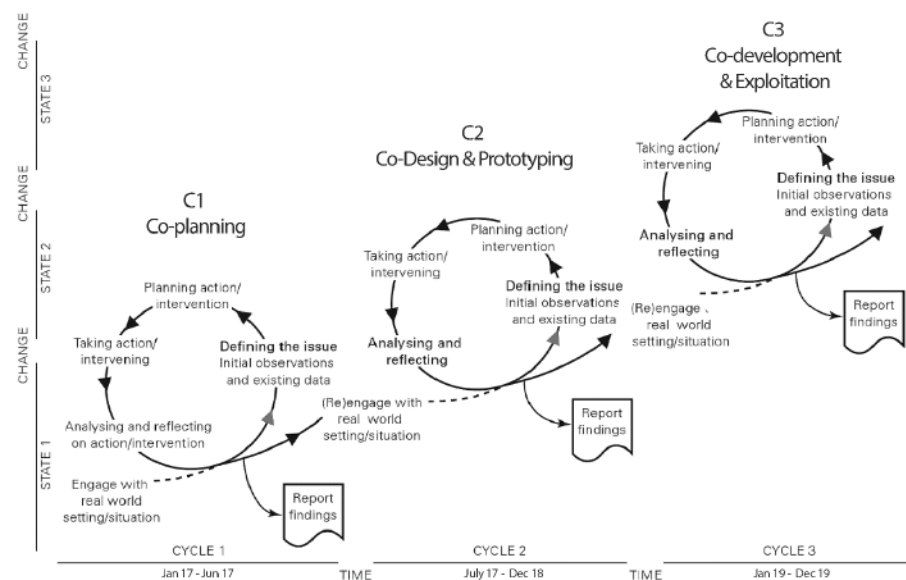 C1
Co-planning
Planning action/
intervention
Taking action/
intervening
Defining the issue
Initial observations
and existing data
Analysing and reflecting
on action/intervention
Engage with
real world
setting/situation
Report
findings
C2
Co-Design & Prototyping
Planning action/
intervention
Taking action/
intervening
Defining the issue
Initial observations
and existing data
Analysing and
reflecting
(Re)engage with
real world
setting/situation
Report
findings
C3
Co-development
& Exploitation
Planning action/
intervention
Taking action/
intervening
Defining the issue
Initial observations
and existing data
Analysing and
reflecting
(Re)engage
real world
setting/situation
Report
findings
CHANGE
STATE 3
CHANGE
STATE 2
CHANGE
STATE 1
CYCLE 1
CYCLE 2
CYCLE 3
Jan 17 - Jun 17
TIME
July 17 - Dec 18
TIME
Jan 19 - Dec 19